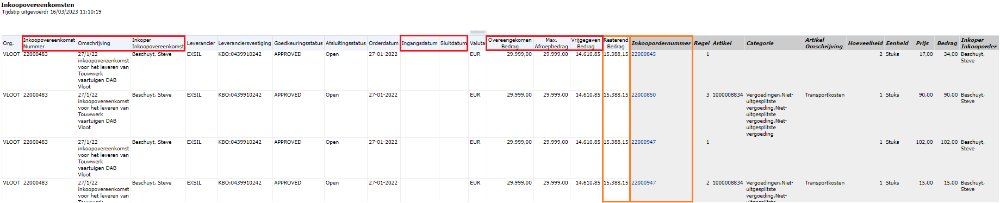 Inkoopovereenkomsten
Tijdstip uitgevoerd: 16/03/2023 11:10:19
Org. Inkoopovereenkomst Nummer Omschrijving Inkoper Inkoopovereenkomst Leverancier Leveranciersvestiging Goedkeuringsstatus Afsluitingsstatus Orderdatum Ingangsdatum Sluitdatum Valuta Overeengekomen Bedrag Max. Afroepbedrag Vrijgegeven Bedrag Resterend Bedrag Inkoopordernummer Regel Artikel Categorie Artikel Omschrijving Hoeveelheid Eenheid Prijs Bedrag Inkoper Inkooporder
VLOOT 22000483 27/1/22 Beschuyt, Steve EXSIL KBO:0439910242 APPROVED Open 27-01-2022 EUR 29.999,00 29.999,00 14.610,85 15.388,15 22000845 1 2 Stuks 17,00 34,00 Beschuyt,
inkoopovereenkomst Steve
voor het leveren van
Touwwerk
vaartuigen DAB
Vloot
VLOOT 22000483 27/1/22 Beschuyt, Steve EXSIL KBO:0439910242 APPROVED Open 27-01-2022 EUR 29.999,00 29.999,00 14.610,85 15.388,15 22000850 3 1000008834 Vergoedingen.Niet- Transportkosten 1 Stuks 90,00 90,00 Beschuyt,
inkoopovereenkomst uitgesplitste Steve
voor het leveren van vergoeding.Niet-
Touwwerk uitgesplitste
vaartuigen DAB vergoeding.Niet-
Vloot uitgesplitste
vergoeding
VLOOT 22000483 27/1/22 Beschuyt, Steve EXSIL KBO:0439910242 APPROVED Open 27-01-2022 EUR 29.999,00 29.999,00 14.610,85 15.388,15 22000947 1 1 Stuks 102,00 102,00 Beschuyt,
inkoopovereenkomst Steve
voor het leveren van
Touwwerk
vaartuigen DAB
Vloot
VLOOT 22000483 27/1/22 Beschuyt, Steve EXSIL KBO:0439910242 APPROVED Open 27-01-2022 EUR 29.999,00 29.999,00 14.610,85 15.388,15 22000947 2 1000008834 Vergoedingen.Niet- Transportkosten 1 Stuks 15,00 15,00 Beschuyt,
inkoopovereenkomst uitgesplitste Steve
voor het leveren van vergoeding.Niet-
Touwwerk uitgesplitste